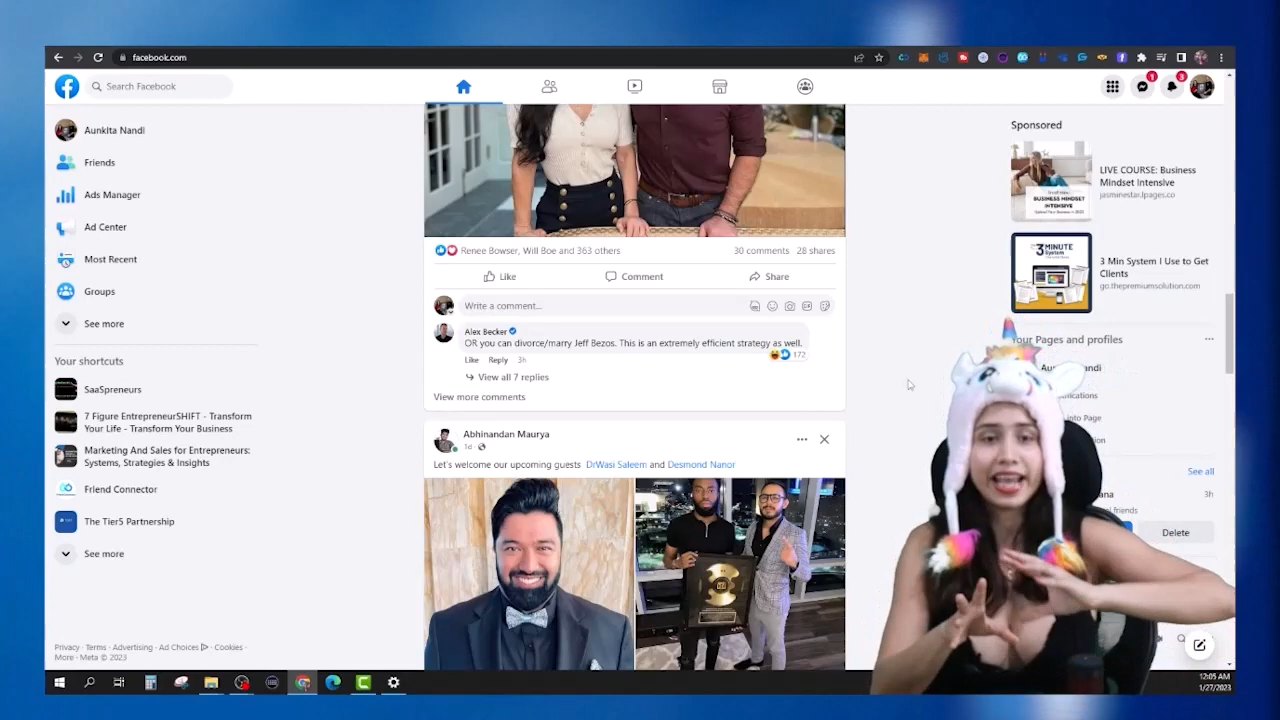 facebook.com
Search Facebook
1
3
Aunkita Nandi
Friends
Ads Manager
Ad Center
Most Recent
Groups
See more
Your shortcuts
SaaSpreneurs
7 Figure EntrepreneurSHIFT - Transform
Your Life - Transform Your Business
Marketing And Sales for Entrepreneurs:
Systems, Strategies & Insights
Friend Connector
The Tier5 Partnership
See more
Privacy · Terms · Advertising · Ad Choices · Cookies ·
More · Meta © 2023
Renee Bowser, Will Boe and 363 others
30 comments 28 shares
Like
Comment
Share
Write a comment...
Alex Becker
OR you can divorce/marry Jeff Bezos. This is an extremely efficient strategy as well.
172
Like Reply 3h
View all 7 replies
View more comments
Abhinandan Maurya
1d
Let's welcome our upcoming guests DrWasi Saleem and Desmond Nanor
Sponsored
BUSINESS MINDSET
INTENSIVE
LIVE COURSE: Business
Mindset Intensive
jasminestar.lpages.co
3 MINUTE
System
3 Min System I Use to Get
Clients
go.thepremiumsolution.com
Your Pages and profiles
into Page
See all
3h
friends
Delete
12:05 AM
1/27/2023